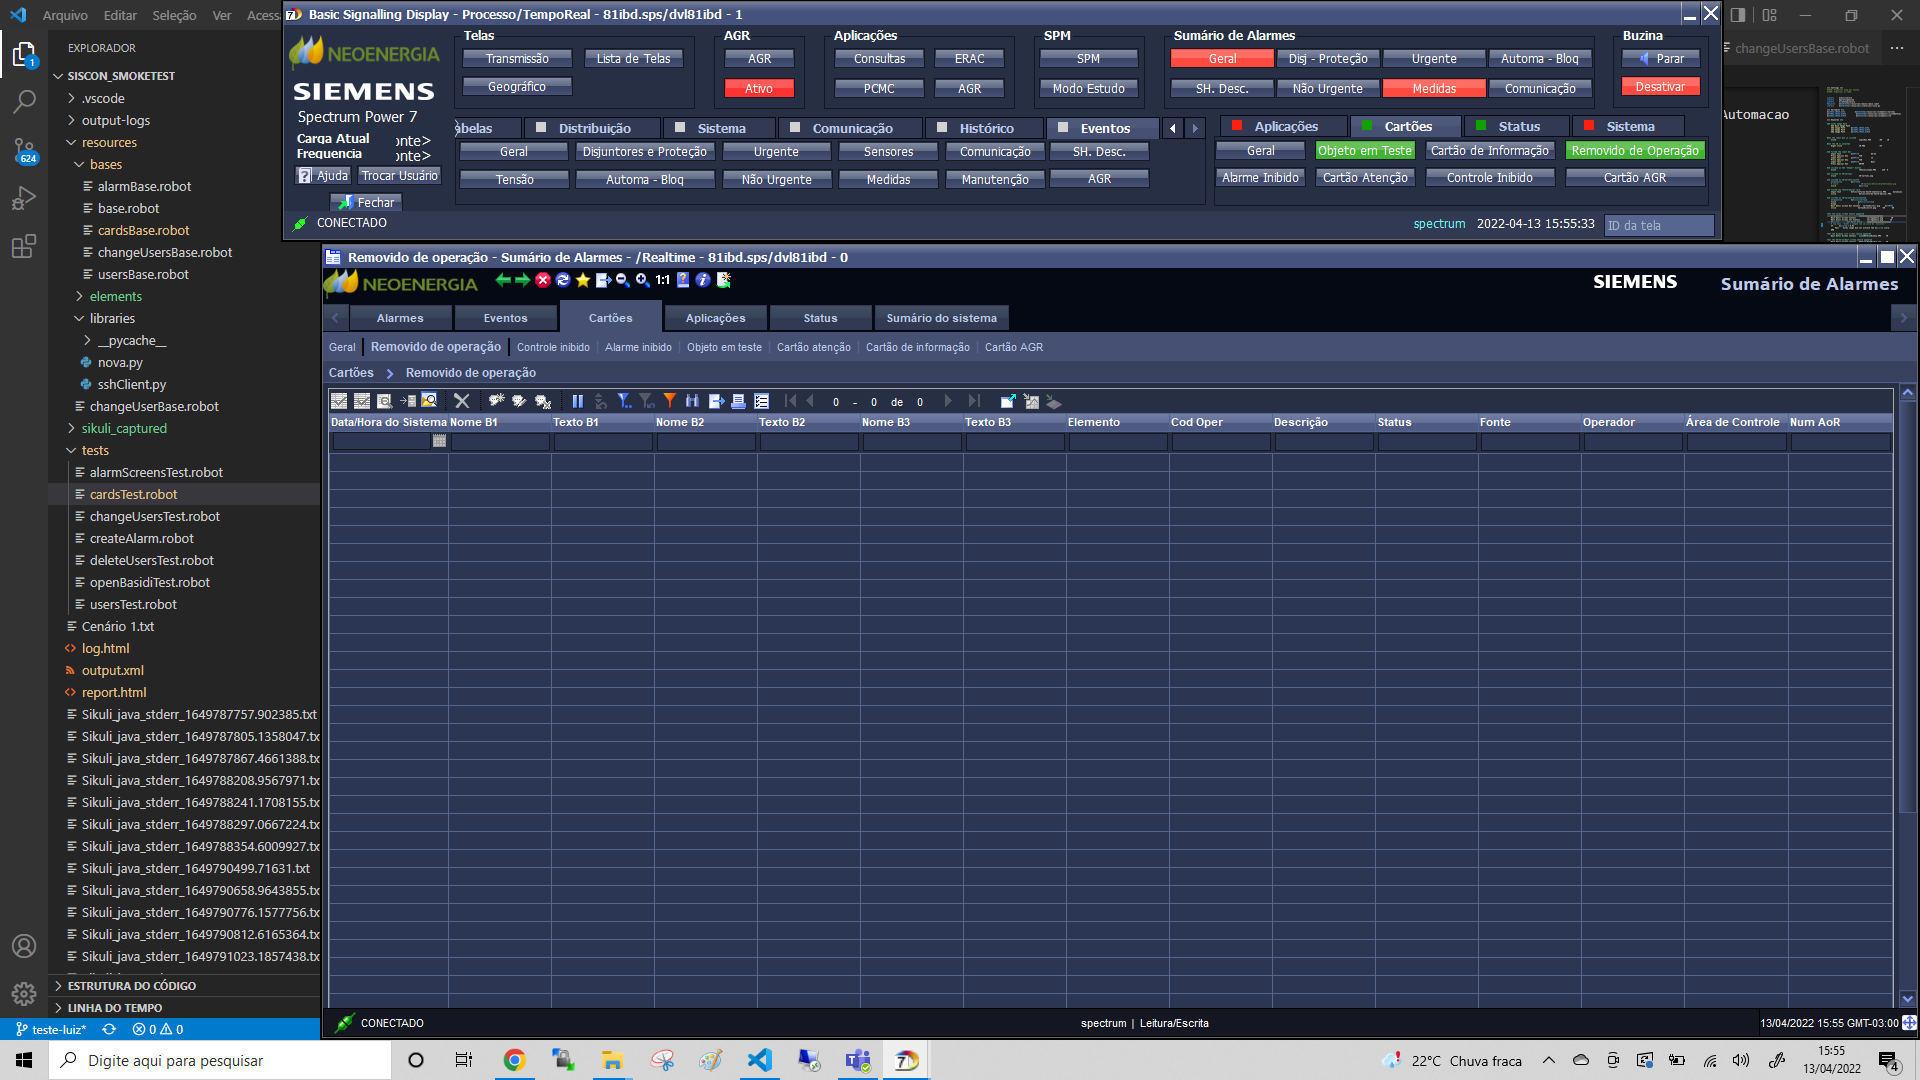 Arquivo Editar Seleção Ver
Basic Signalling Display - Processo/TempoReal - 81ibd.sps/dvl81ibd - 1
EXPLORADOR
SISCON_SMOKETEST
.vscode
output-logs
resources
bases
alarmBase.robot
base.robot
cardsBase.robot
changeUsersBase.robot
usersBase.robot
elements
libraries
__pycache__
nova.py
sshClient.py
changeUserBase.robot
sikuli_captured
tests
alarmScreensTest.robot
cardsTest.robot
changeUsersTest.robot
createAlarm.robot
deleteUsersTest.robot
openBasidiTest.robot
usersTest.robot
Cenário 1.txt
log.html
output.xml
report.html
Sikuli_java_stderr_1649787757.902385.txt
Sikuli_java_stderr_1649787805.1358047.tx
Sikuli_java_stderr_1649787867.4661388.tx
Sikuli_java_stderr_1649788208.9567971.tx
Sikuli_java_stderr_1649788241.1708155.tx
Sikuli_java_stderr_1649788297.0667224.tx
Sikuli_java_stderr_1649788354.6009927.tx
Sikuli_java_stderr_1649790499.71631.txt
Sikuli_java_stderr_1649790658.9643855.tx
Sikuli_java_stderr_1649790776.1577756.tx
Sikuli_java_stderr_1649790812.6165364.tx
Sikuli_java_stderr_1649791023.1857438.tx
ESTRUTURA DO CÓDIGO
LINHA DO TEMPO
1
624
teste-luiz* 0 0
NEOENERGIA
SIEMENS
Spectrum Power 7
Carga Atual onte>
Frequencia onte>
Ajuda Trocar Usuário
Fechar
CONECTADO
Telas
Transmissão Lista de Telas
Geográfico
AGR
AGR
Ativo
Aplicações
Consultas ERAC
PCMC AGR
SPM
SPM
Modo Estudo
Sumário de Alarmes
Geral Disj - Proteção Urgente Automa - Bloq
SH. Desc. Não Urgente Medidas Comunicação
Buzina
Parar
Desativar
abelas Distribuição Sistema Comunicação Histórico Eventos
Geral Disjuntores e Proteção Urgente Sensores Comunicação SH. Desc.
Tensão Automa - Bloq Não Urgente Medidas Manutenção AGR
Aplicações Cartões Status Sistema
Geral Objeto em Teste Cartão de Informação Removido de Operação
Alarme Inibido Cartão Atenção Controle Inibido Cartão AGR
spectrum 2022-04-13 15:55:33 ID da tela
changeUsersBase.robot
Automacao
Removido de operação - Sumário de Alarmes - /Realtime - 81ibd.sps/dvl81ibd - 0
NEOENERGIA 1:1 SIEMENS Sumário de Alarmes
Alarmes Eventos Cartões Aplicações Status Sumário do sistema
Geral Removido de operação Controle inibido Alarme inibido Objeto em teste Cartão atenção Cartão de informação Cartão AGR
Cartões Removido de operação
0 - 0 de 0
Data/Hora do Sistema Nome B1 Texto B1 Nome B2 Texto B2 Nome B3 Texto B3 Elemento Cod Oper Descrição Status Fonte Operador Área de Controle Num AoR
CONECTADO spectrum | Leitura/Escrita 13/04/2022 15:55 GMT-03:00
Digite aqui para pesquisar
22°C Chuva fraca
15:55
13/04/2022
4